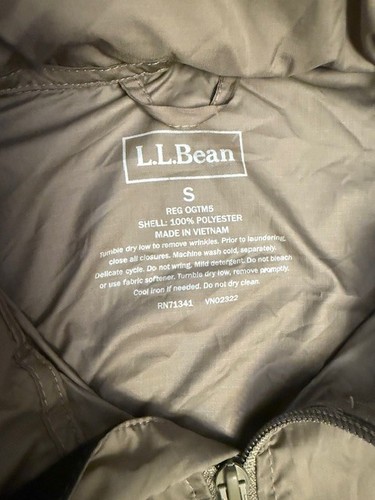 L.L.Bean
S
REG OGTM5
SHELL: 100% POLYESTER
MADE IN VIETNAM
Tumble dry low to remove wrinkles. Prior to laundering,
close all closures. Machine wash cold, separately.
Delicate cycle. Do not wring. Mild detergent. Do not bleach
or use fabric softener. Tumble dry low, remove promptly.
Cool iron if needed. Do not dry clean.
RN71341 VN02322